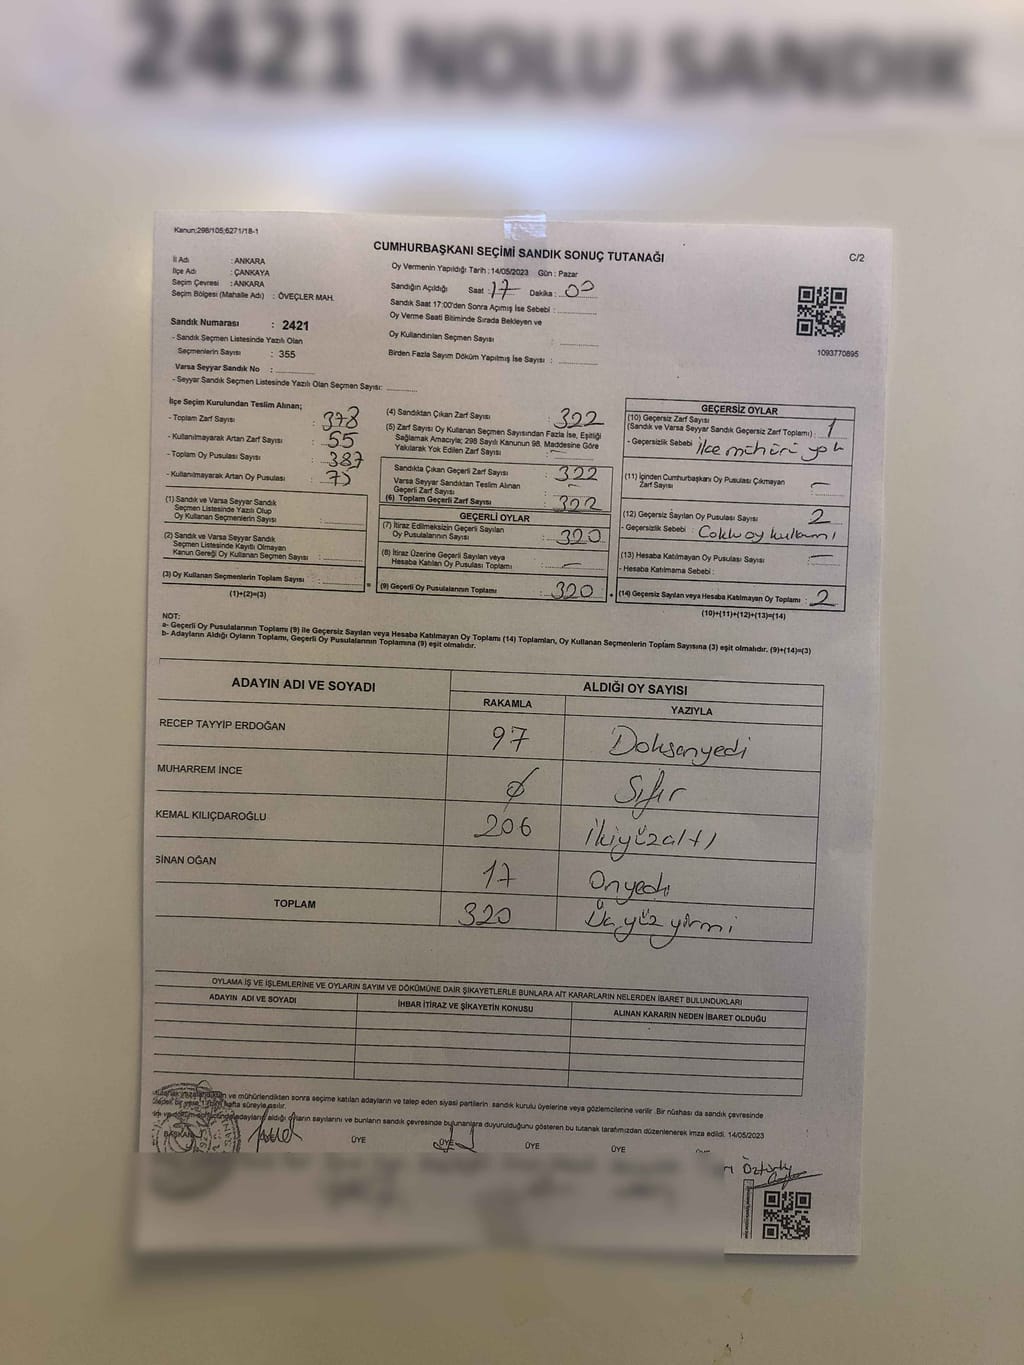 2421 NOLU SANDIK
Kanun;298/105;6271/18-1
CUMHURBAŞKANI SEÇİMİ SANDIK SONUÇ TUTANAĞI
C/2
İl Adı : ANKARA
İlçe Adı : ÇANKAYA
Seçim Çevresi : ANKARA
Seçim Bölgesi (Mahalle Adı) : ÖVEÇLER MAH.
Oy Vermenin Yapıldığı Tarih : 14/05/2023 Gün : Pazar
Sandığın Açıldığı Saat : 17 Dakika :
Sandık Saat 17:00'den Sonra Açılmış İse Sebebi :
Oy Verme Saati Bitiminde Sırada Bekleyen ve
Oy Kullandırılan Seçmen Sayısı :
Birden Fazla Sayım Döküm Yapılmış İse Sayısı :
1093770895
Sandık Numarası : 2421
- Sandık Seçmen Listesinde Yazılı Olan
Seçmenlerin Sayısı : 355
Varsa Seyyar Sandık No :
- Seyyar Sandık Seçmen Listesinde Yazılı Olan Seçmen Sayısı:
İlçe Seçim Kurulundan Teslim Alınan;
- Toplam Zarf Sayısı : 378
- Kullanılmayarak Artan Zarf Sayısı : 55
- Toplam Oy Pusulası Sayısı : 387
- Kullanılmayarak Artan Oy Pusulası :
(1) Sandık ve Varsa Seyyar Sandık
Seçmen Listesinde Yazılı Olup
Oy Kullanan Seçmenlerin Sayısı :
(2) Sandık ve Varsa Seyyar Sandık
Seçmen Listesinde Kayıtlı Olmayan
Kanun Gereği Oy Kullanan Seçmen Sayısı :
(3) Oy Kullanan Seçmenlerin Toplam Sayısı :
(1)+(2)=(3)
(4) Sandıktan Çıkan Zarf Sayısı : 322
(5) Zarf Sayısı Oy Kullanan Seçmen Sayısından Fazla İse, Eşitliği
Sağlamak Amacıyla; 298 Sayılı Kanunun 98. Maddesine Göre
Yakılarak Yok Edilen Zarf Sayısı : -
Sandıkta Çıkan Geçerli Zarf Sayısı : 322
Varsa Seyyar Sandıktan Teslim Alınan
Geçerli Zarf Sayısı : -
(6) Toplam Geçerli Zarf Sayısı : 322
GEÇERLİ OYLAR
(7) İtiraz Edilmeksizin Geçerli Sayılan
Oy Pusulalarının Sayısı : 320
(8) İtiraz Üzerine Geçerli Sayılan veya
Hesaba Katılan Oy Pusulası Toplamı : -
(9) Geçerli Oy Pusulalarının Toplamı : 320
GEÇERSİZ OYLAR
(10) Geçersiz Zarf Sayısı
(Sandık ve Varsa Seyyar Sandık Geçersiz Zarf Toplamı) : 1
- Geçersizlik Sebebi : ilçe mühürü yok
(11) İçinden Cumhurbaşkanı Oy Pusulası Çıkmayan
Zarf Sayısı : -
(12) Geçersiz Sayılan Oy Pusulası Sayısı : 2
- Geçersizlik Sebebi : Coklu oy
(13) Hesaba Katılmayan Oy Pusulası Sayısı : -
- Hesaba Katılmama Sebebi :
(14) Geçersiz Sayılan veya Hesaba Katılmayan Oy Toplamı : 2
(10)+(11)+(12)+(13)=(14)
NOT:
a- Geçerli Oy Pusulalarının Toplamı (9) ile Geçersiz Sayılan veya Hesaba Katılmayan Oy Toplamı (14) Toplamları, Oy Kullanan Seçmenlerin Toplam Sayısına (3) eşit olmalıdır. (9)+(14)=(3)
b- Adayların Aldığı Oyların Toplamı, Geçerli Oy Pusulalarının Toplamına (9) eşit olmalıdır.
ADAYIN ADI VE SOYADI ALDIĞI OY SAYISI
RAKAMLA YAZIYLA
RECEP TAYYİP ERDOĞAN 97 Doksanyedi
MUHARREM İNCE 0 Sıfır
KEMAL KILIÇDAROĞLU 206 İkiyüzaltı
SİNAN OĞAN 17 Onyedi
TOPLAM 320 Üçyüzyirmi
OYLAMA İŞ VE İŞLEMLERİNE VE OYLARIN SAYIM VE DÖKÜMÜNE DAİR ŞİKAYETLERLE BUNLARA AİT KARARLARIN NELERDEN İBARET BULUNDUKLARI
ADAYIN ADI VE SOYADI İHBAR İTİRAZ VE ŞİKAYETİN KONUSU ALINAN KARARIN NEDEN İBARET OLDUĞU
ve mühürlendikten sonra seçime katılan adayların ve talep eden siyasi partilerin sandık kurulu üyelerine veya gözlemcilerine verilir. Bir nüshası da sandık çevresinde
hafta süreyle asılır.
aldığı oyların sayılarını ve bunların sandık çevresinde bulunanlara duyurulduğunu gösteren bu tutanak tarafımızdan düzenlenerek imza edildi. 14/05/2023
BAŞKAN ÜYE ÜYE ÜYE ÜYE
Öztürk